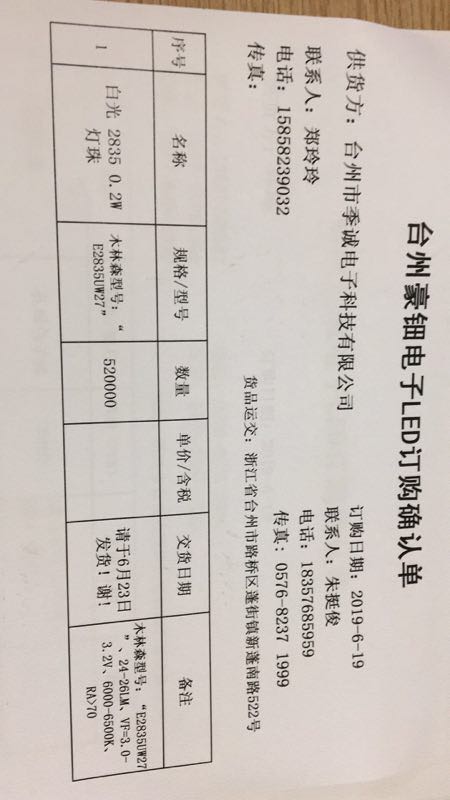 台州豪钿电子LED订购确认单
供货方：台州市季诚电子科技有限公司
订购日期：2019-6-19
联系人：郑玲玲
联系人：朱挺俊
电话：15858239032
电话：18357685959
传真：
传真：0576-8237 1999
货品运交：浙江省台州市路桥区蓬街镇新蓬南路522号
序号 名称 规格/型号 数量 单价/含税 交货日期 备注
1
白光 2835 0.2W
灯珠
木林森型号：“
E2835UW27”
520000
请于6月23日
发货！谢！
木林森型号：“E2835UW27
”、24-26LM、VF=3.0-
3.2V、6000-6500K、
RA>70